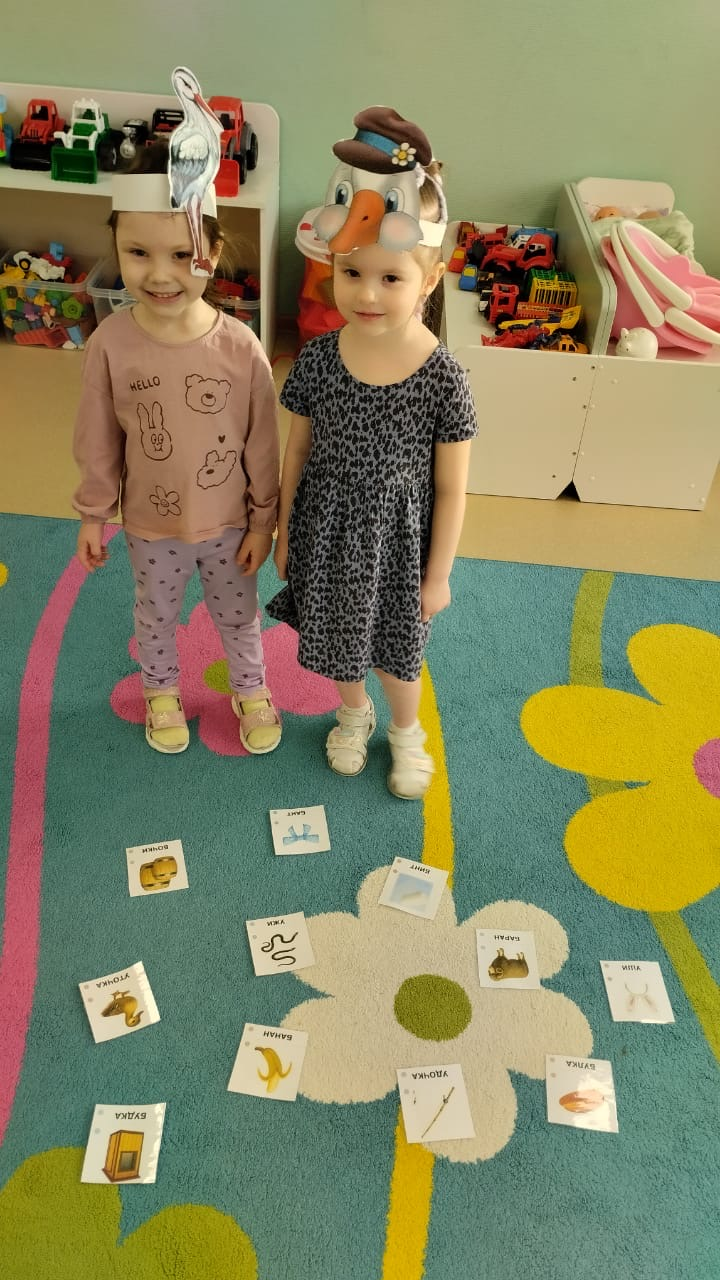 HELLO
БАНТ
БОЧКИ
БИНТ
УЖИ
БАРАН
УШИ
УТОЧКА
БАНАН
УДОЧКА
БУЛКА
БУДКА